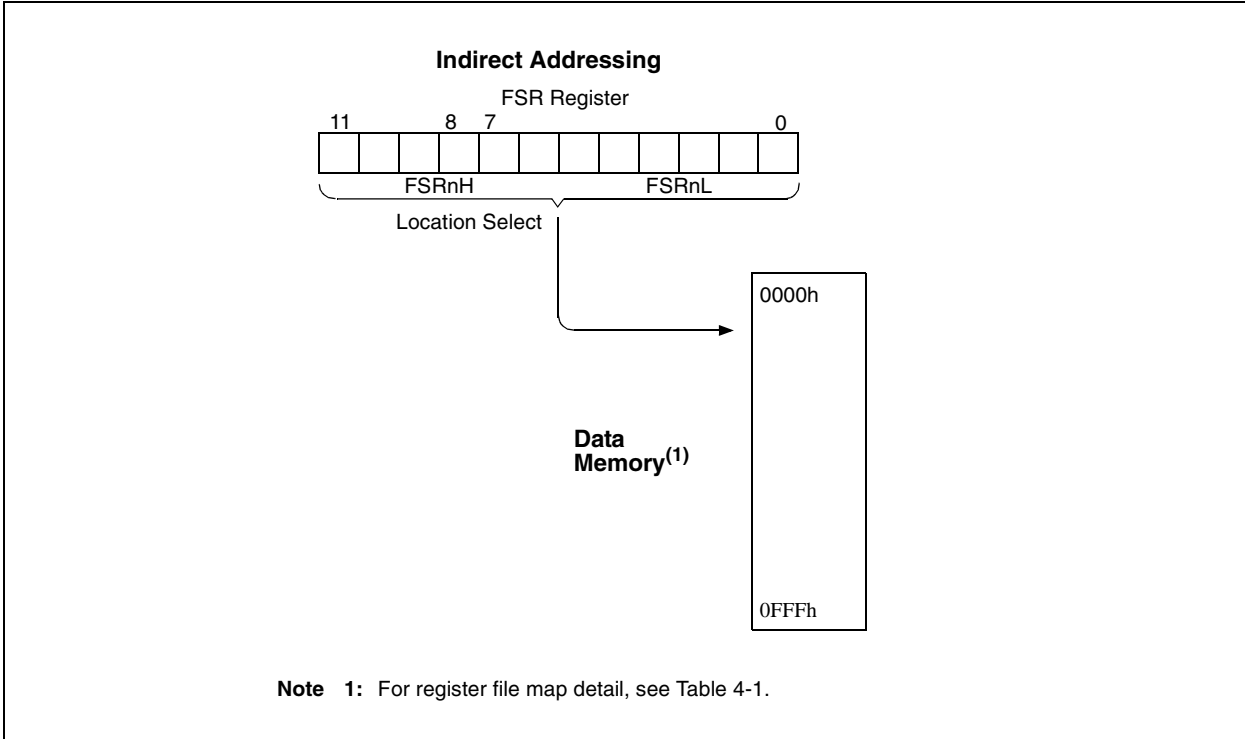 Indirect Addressing
FSR Register
11 8 7 0
FSRnH FSRnL
Location Select
0000h
Data
Memory(1)
0FFFh
Note 1: For register file map detail, see Table 4-1.